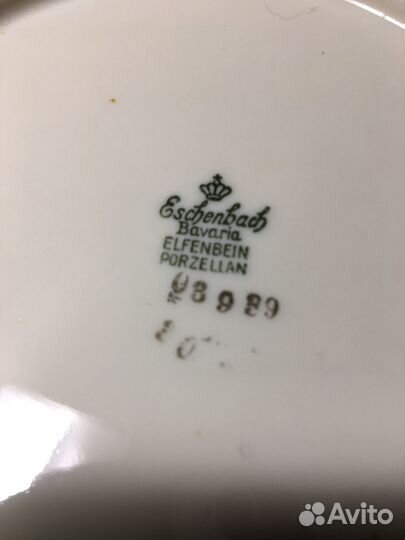 Eschenbach
Bavaria
ELFENBEIN
PORZELLAN
Avito